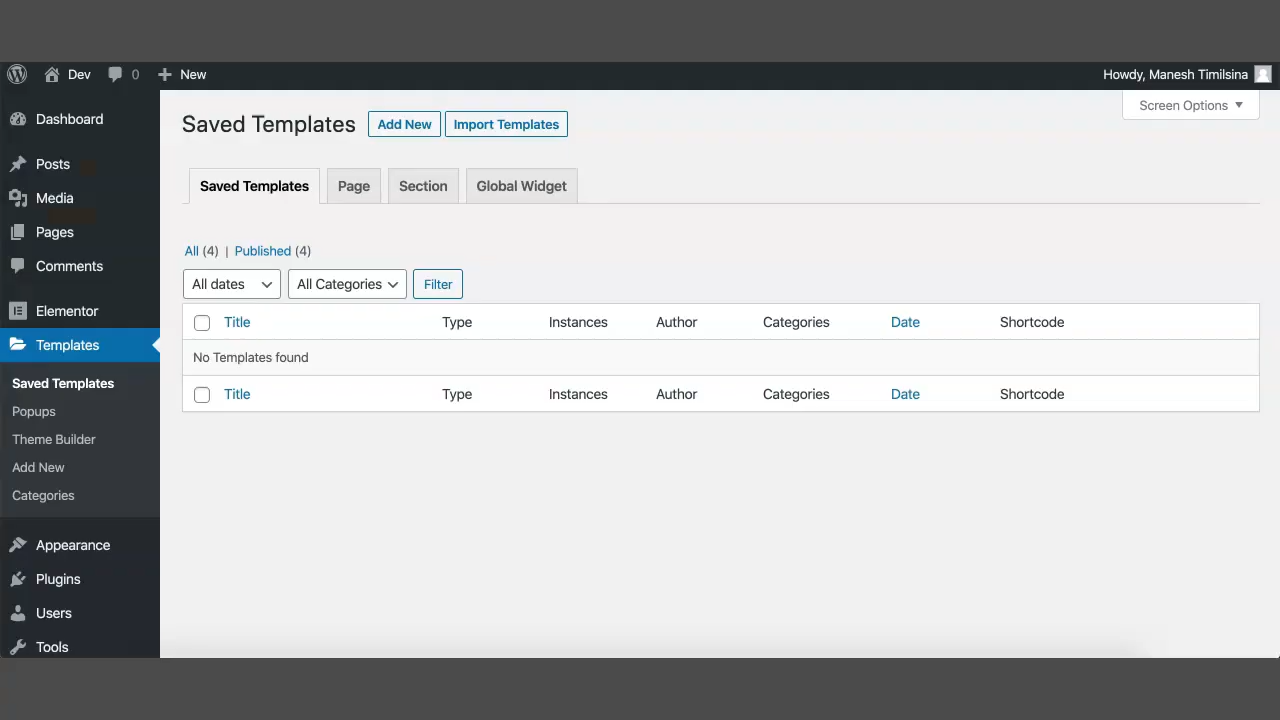 Dev 0 New Howdy, Manesh Timilsina
Screen Options
Dashboard
Posts
Media
Pages
Comments
Elementor
Templates
Saved Templates
Popups
Theme Builder
Add New
Categories
Appearance
Plugins
Users
Tools
Saved Templates Add New Import Templates
Saved Templates Page Section Global Widget
All (4) | Published (4)
All dates All Categories Filter
Title Type Instances Author Categories Date Shortcode
No Templates found
Title Type Instances Author Categories Date Shortcode